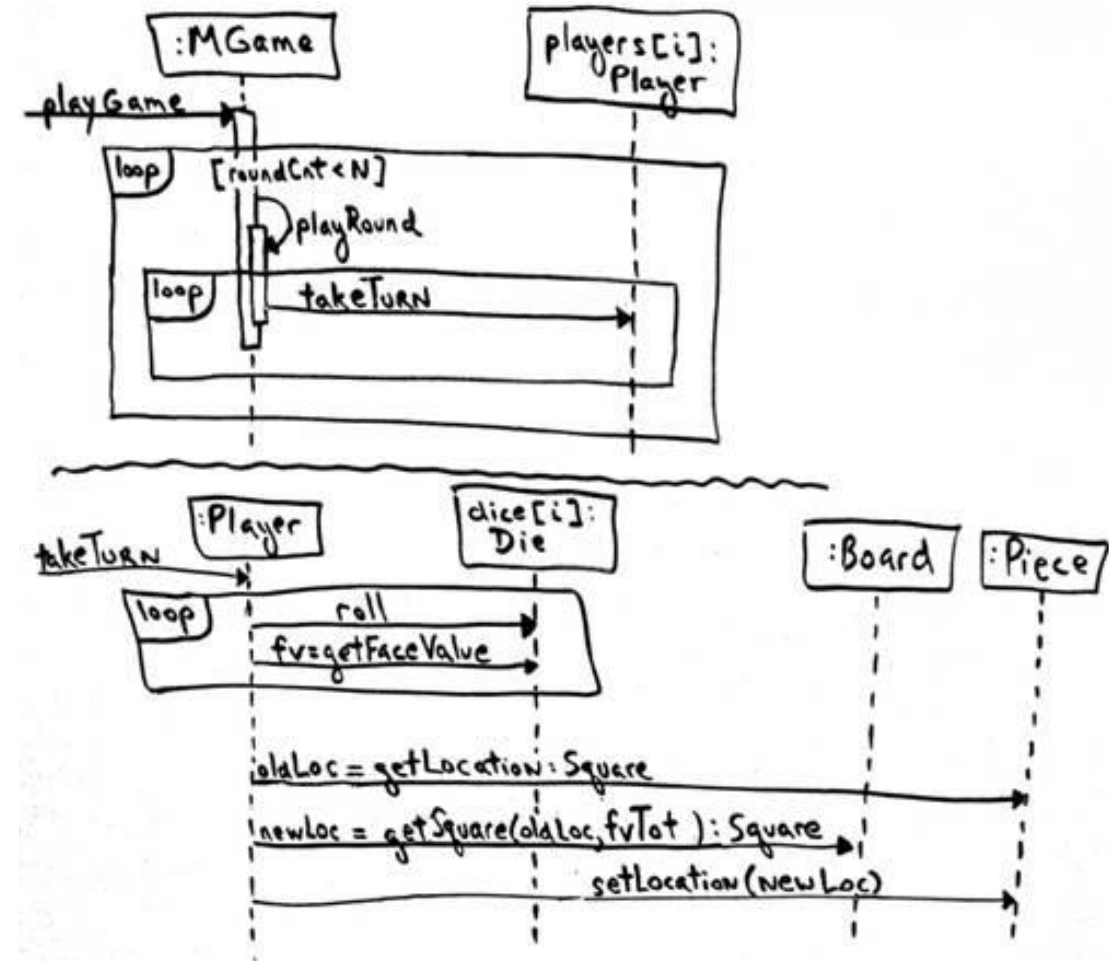 :MGame
players[i]:
Player
playGame
loop
[roundCnt<N]
playRound
loop
takeTURN
:Player
dice[i]:
Die
:Board
:Piece
takeTURN
loop
roll
fv=getFaceValue
oldLoc = getLocation: Square
newLoc = getSquare(oldLoc, fvTot) : Square
setLocation (NewLoc)